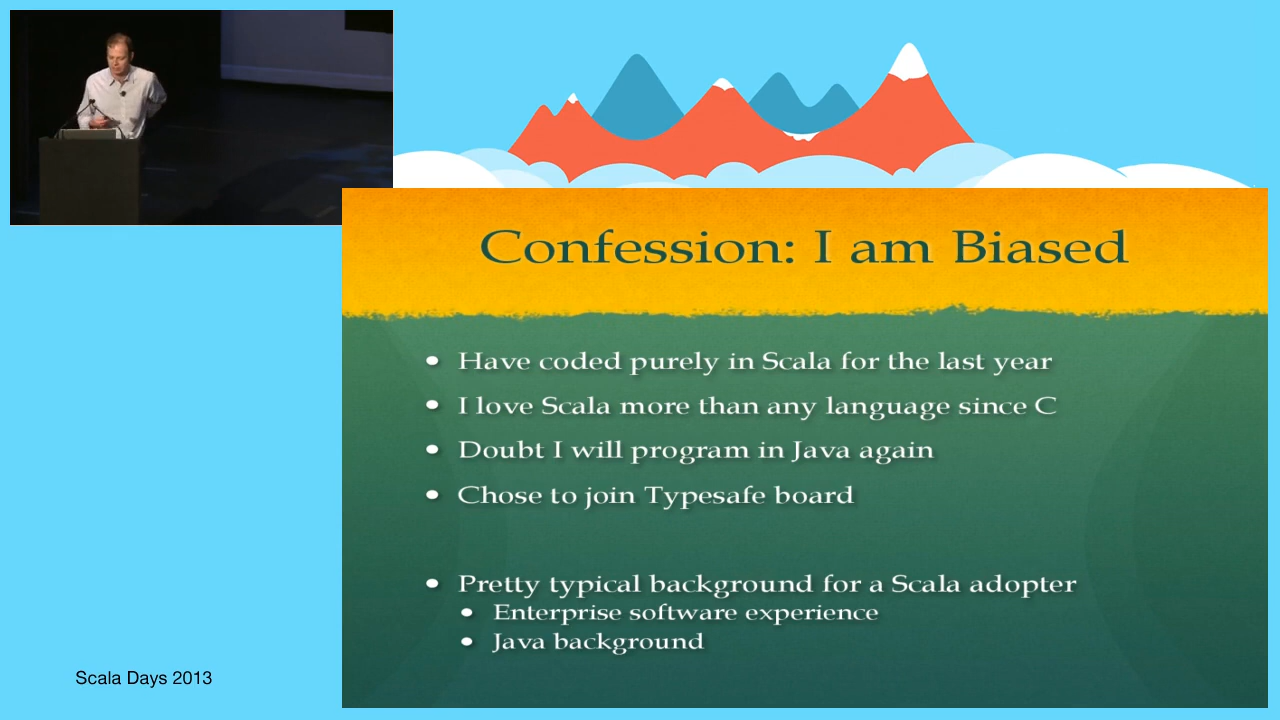 Confession: I am Biased
Have coded purely in Scala for the last year
I love Scala more than any language since C
Doubt I will program in Java again
Chose to join Typesafe board
Pretty typical background for a Scala adopter
Enterprise software experience
Java background
Scala Days 2013